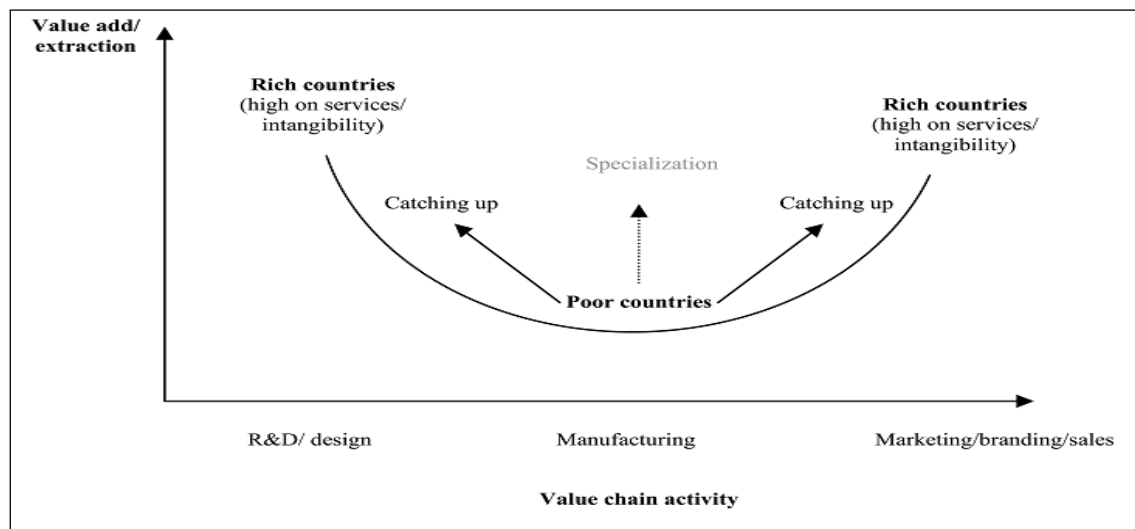 Value add/
extraction
Rich countries
(high on services/
intangibility)
Rich countries
(high on services/
intangibility)
Specialization
Catching up
Catching up
Poor countries
R&D/ design
Manufacturing
Marketing/branding/sales
Value chain activity